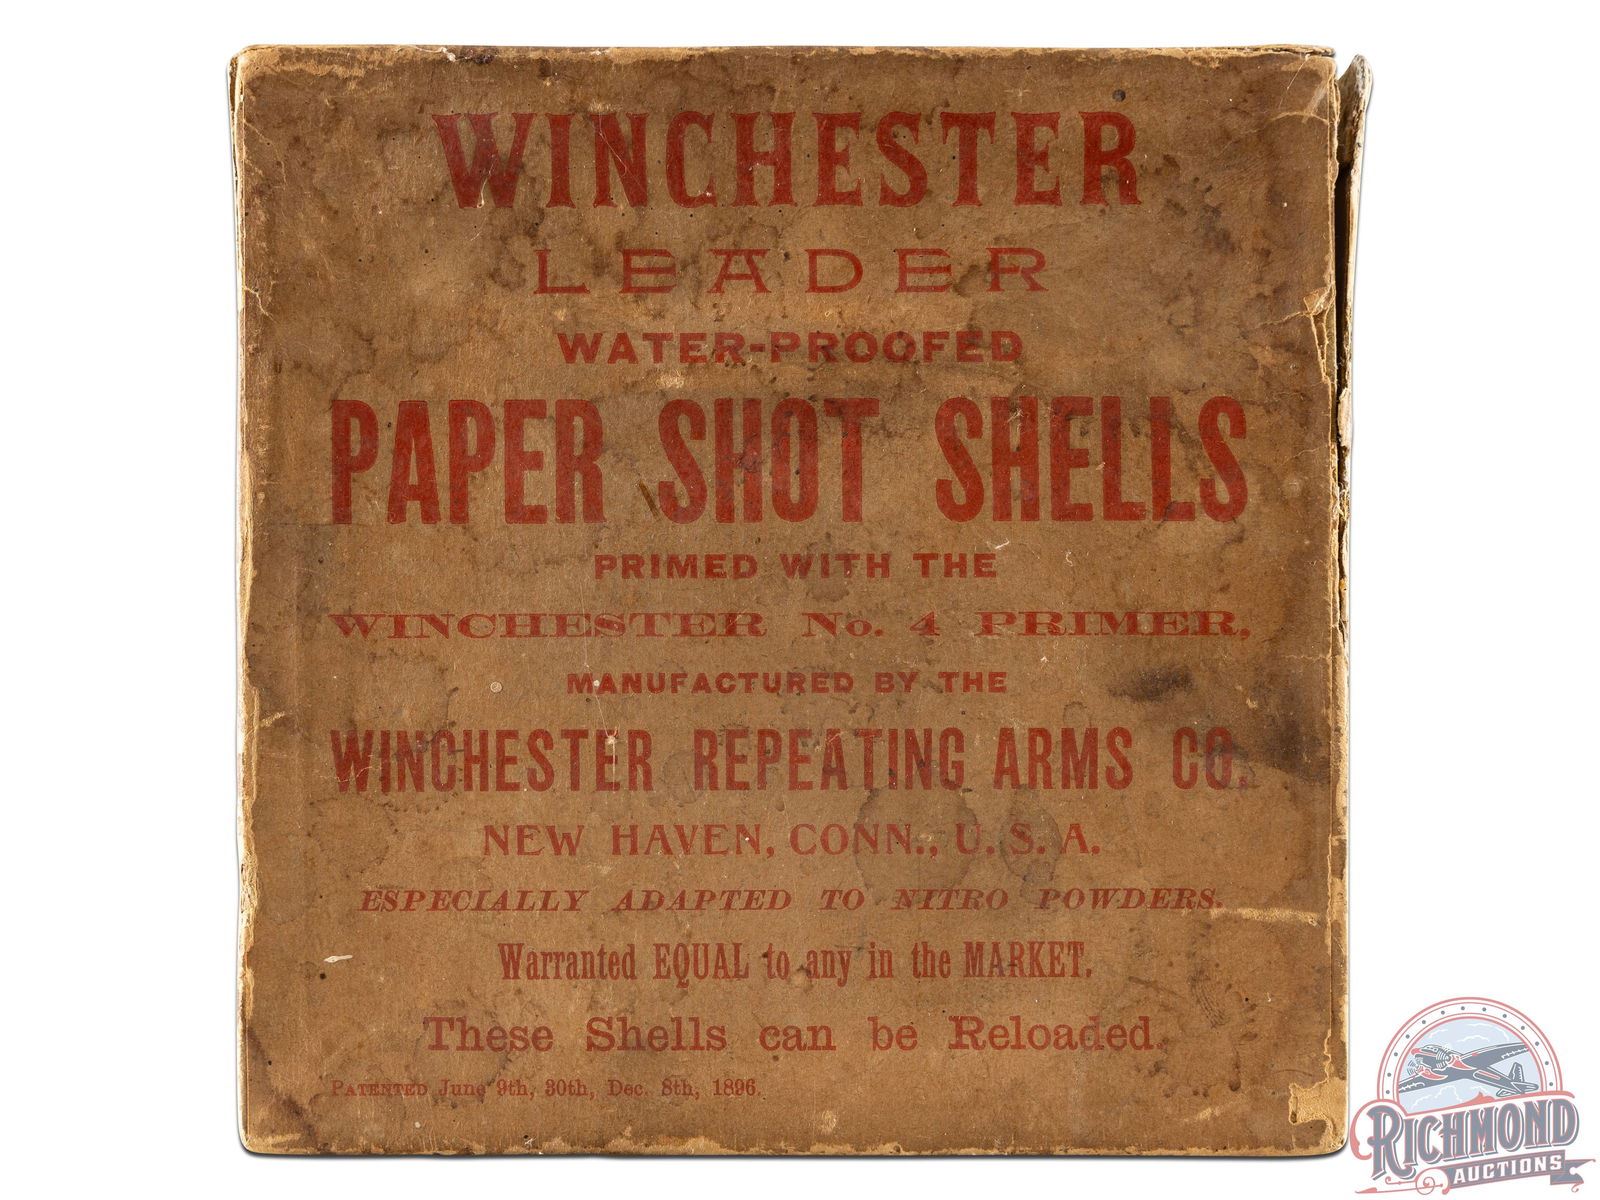 WINCHESTER
LEADER
WATER-PROOFED
PAPER SHOT SHELLS
PRIMED WITH THE
WINCHESTER No. 4 PRIMER,
MANUFACTURED BY THE
WINCHESTER REPEATING ARMS CO.
NEW HAVEN, CONN., U. S. A.
ESPECIALLY ADAPTED TO NITRO POWDERS.
Warranted EQUAL to any in the MARKET.
These Shells can be Reloaded.
PATENTED June 9th, 30th, Dec. 8th, 1896.
RICHMOND
AUCTIONS